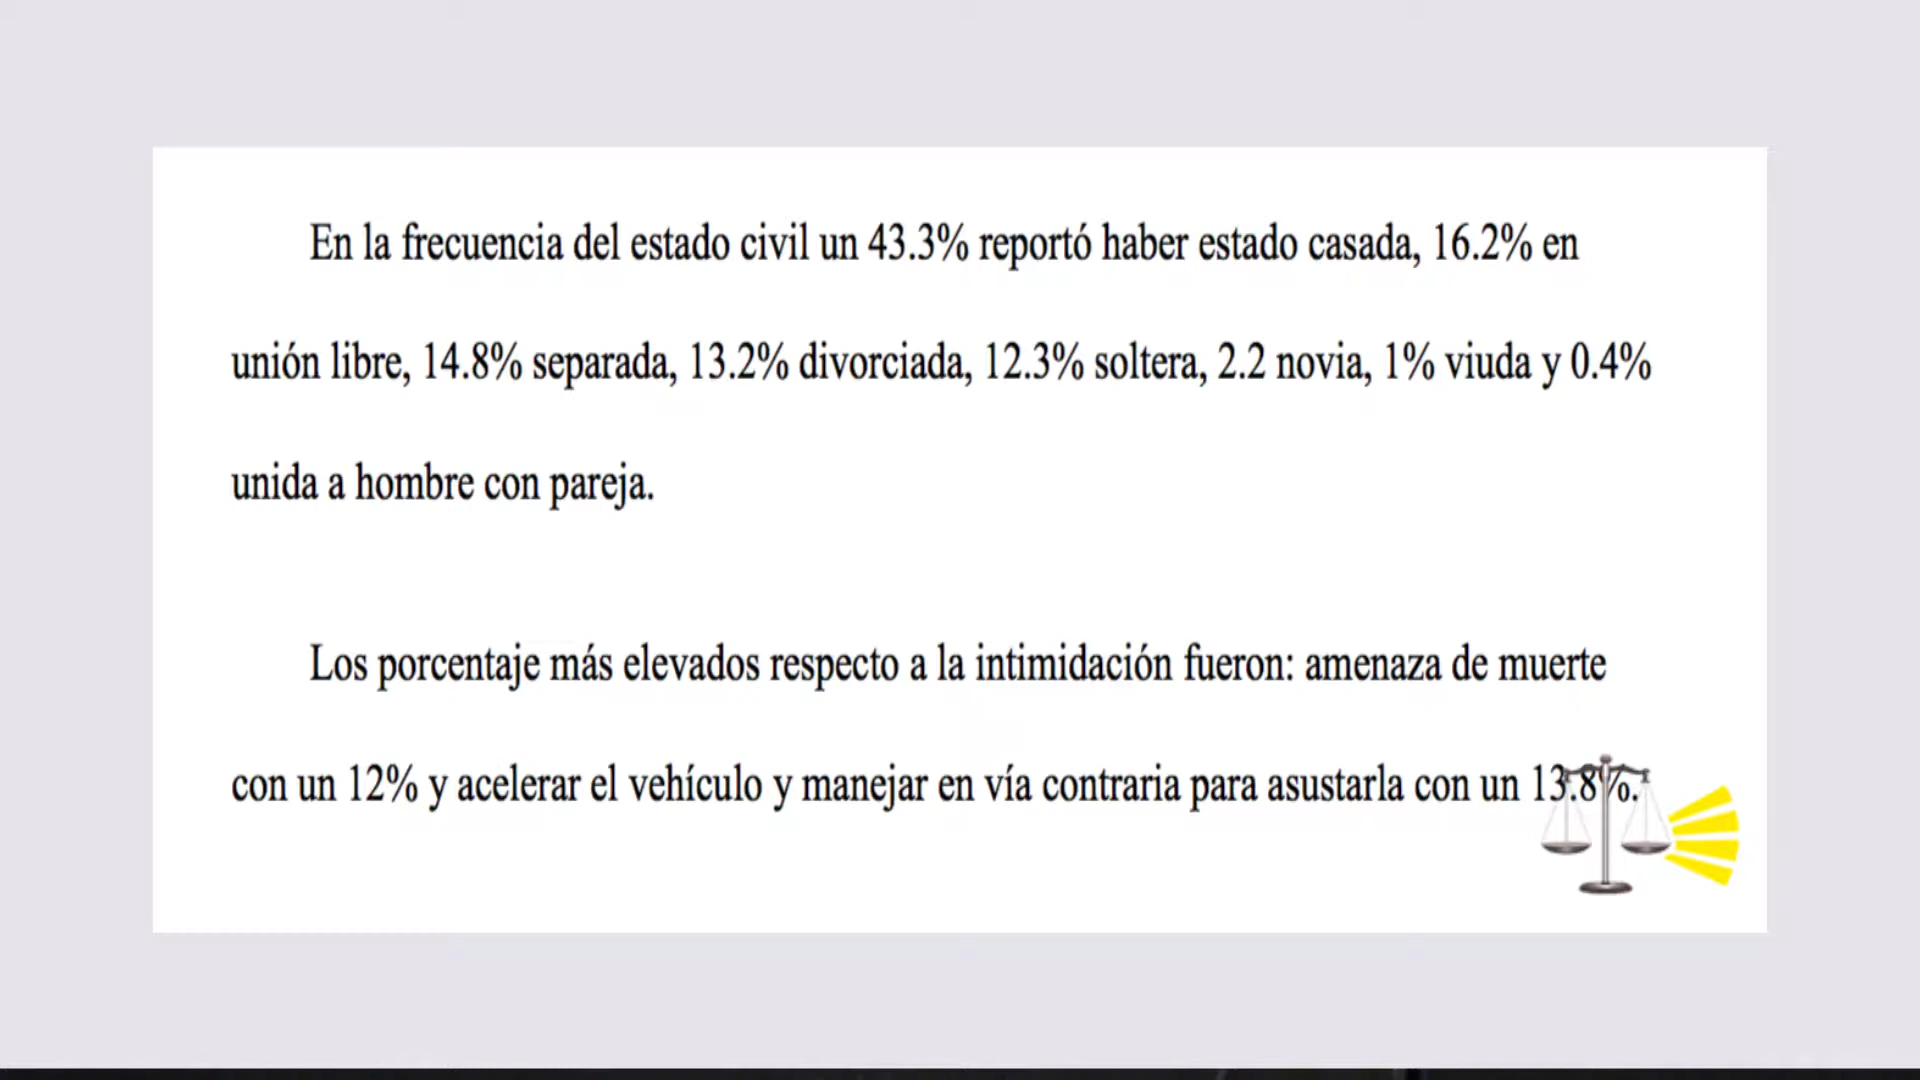 En la frecuencia del estado civil un 43.3% reportó haber estado casada, 16.2% en
unión libre, 14.8% separada, 13.2% divorciada, 12.3% soltera, 2.2 novia, 1% viuda y 0.4%
unida a hombre con pareja.
Los porcentaje más elevados respecto a la intimidación fueron: amenaza de muerte
con un 12% y acelerar el vehículo y manejar en vía contraria para asustarla con un 13.8%.